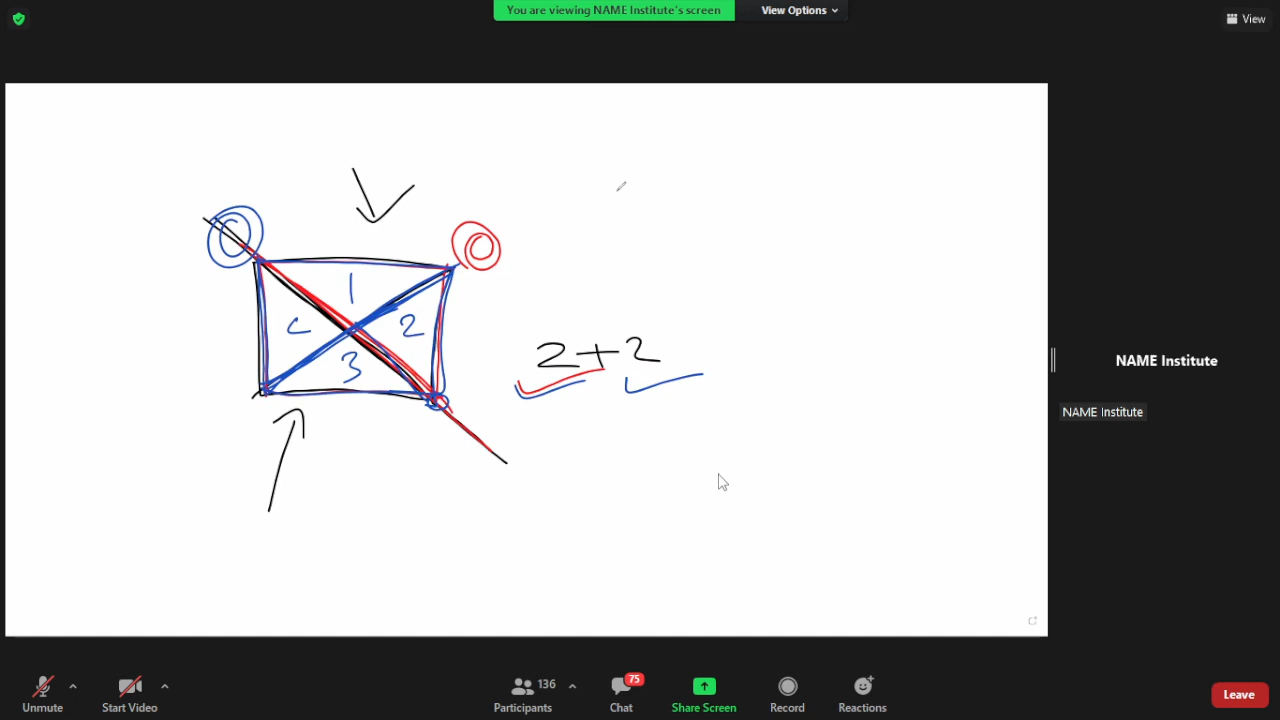 You are viewing NAME Institute's screen
View Options
View
1
2
3
2+2
NAME Institute
NAME Institute
Unmute
Start Video
136
Participants
75
Chat
Share Screen
Record
Reactions
Leave